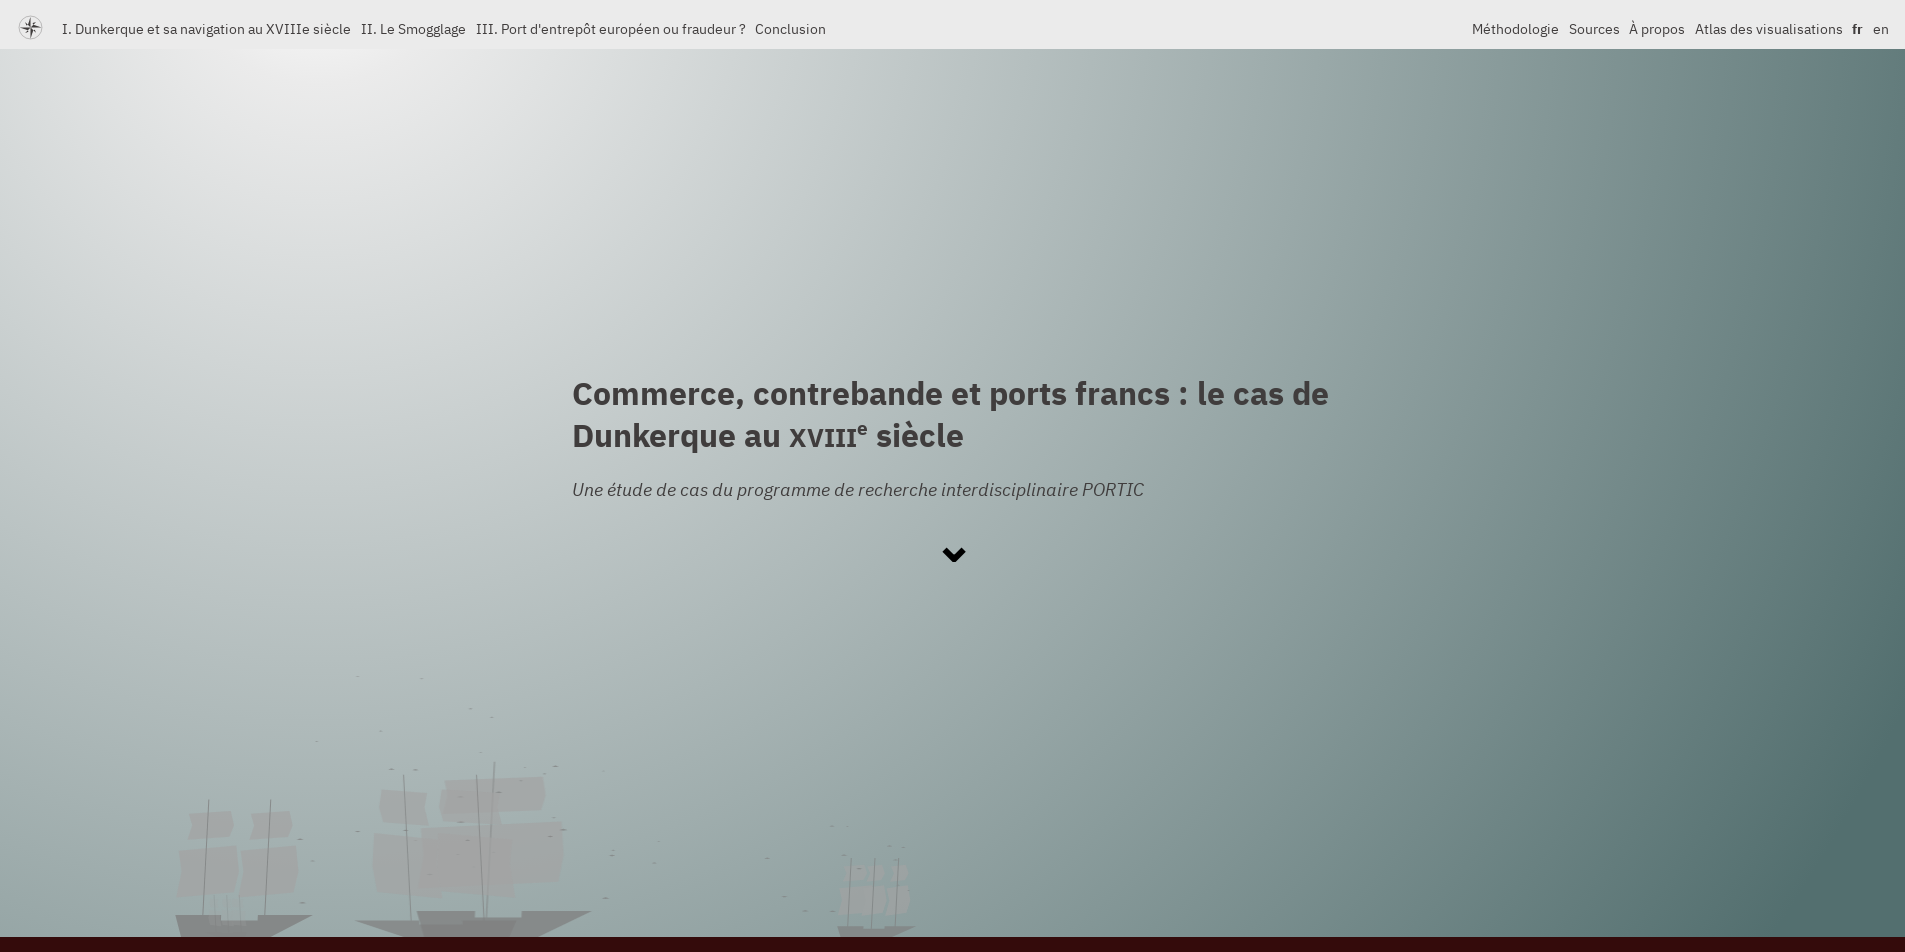 I. Dunkerque et sa navigation au XVIIIe siècle II. Le Smogglage III. Port d'entrepôt européen ou fraudeur ? Conclusion Méthodologie Sources À propos Atlas des visualisations fr en
Commerce, contrebande et ports francs : le cas de
Dunkerque au XVIIIᵉ siècle
Une étude de cas du programme de recherche interdisciplinaire PORTIC